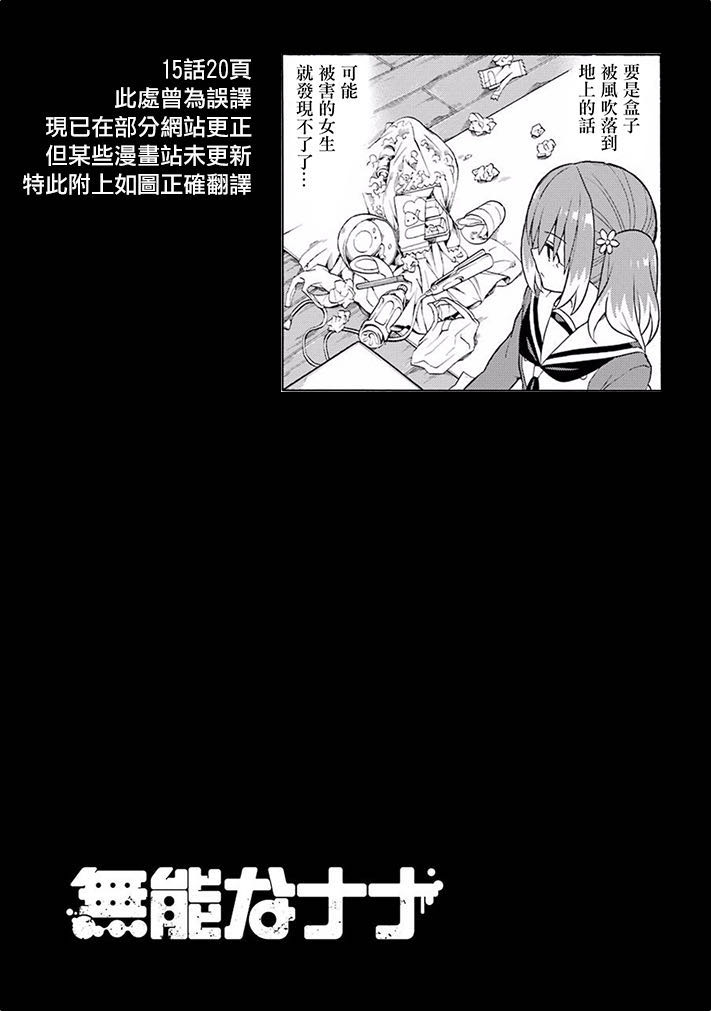 15話20頁
此處曾為誤譯
現已在部分網站更正
但某些漫畫站未更新
特此附上如圖正確翻譯
要是盒子
被風吹落到
地上的話
可能
被害的女生
就發現不了了…
無能なナナ